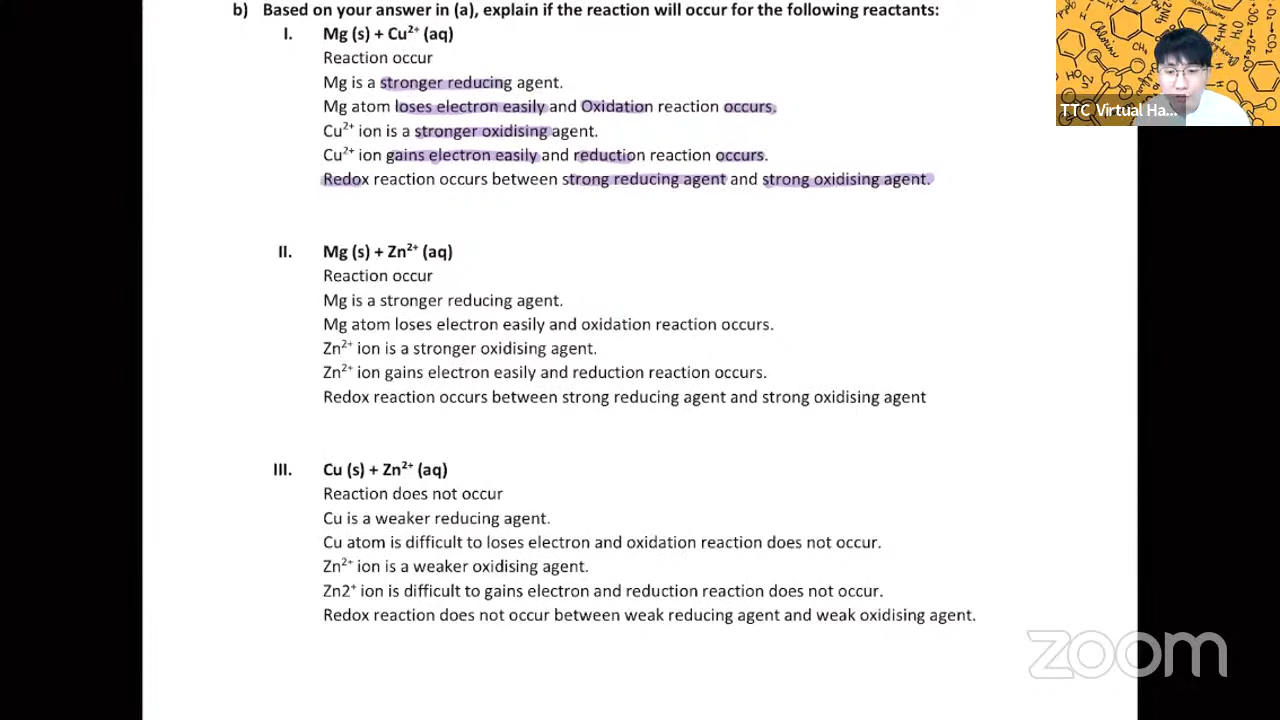 b) Based on your answer in (a), explain if the reaction will occur for the following reactants:
I. Mg (s) + Cu²⁺ (aq)
Reaction occur
Mg is a stronger reducing agent.
Mg atom loses electron easily and Oxidation reaction occurs.
Cu²⁺ ion is a stronger oxidising agent.
Cu²⁺ ion gains electron easily and reduction reaction occurs.
Redox reaction occurs between strong reducing agent and strong oxidising agent.
II. Mg (s) + Zn²⁺ (aq)
Reaction occur
Mg is a stronger reducing agent.
Mg atom loses electron easily and oxidation reaction occurs.
Zn²⁺ ion is a stronger oxidising agent.
Zn²⁺ ion gains electron easily and reduction reaction occurs.
Redox reaction occurs between strong reducing agent and strong oxidising agent
III. Cu (s) + Zn²⁺ (aq)
Reaction does not occur
Cu is a weaker reducing agent.
Cu atom is difficult to loses electron and oxidation reaction does not occur.
Zn²⁺ ion is a weaker oxidising agent.
Zn2⁺ ion is difficult to gains electron and reduction reaction does not occur.
Redox reaction does not occur between weak reducing agent and weak oxidising agent.
TTC Virtual Ha...
zoom